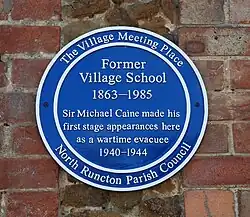 The Village Meeting Place
Former
Village School
1863-1985
Sir Michael Caine made his
first stage appearances here
as a wartime evacuee
1940-1944
North Runcton Parish Council